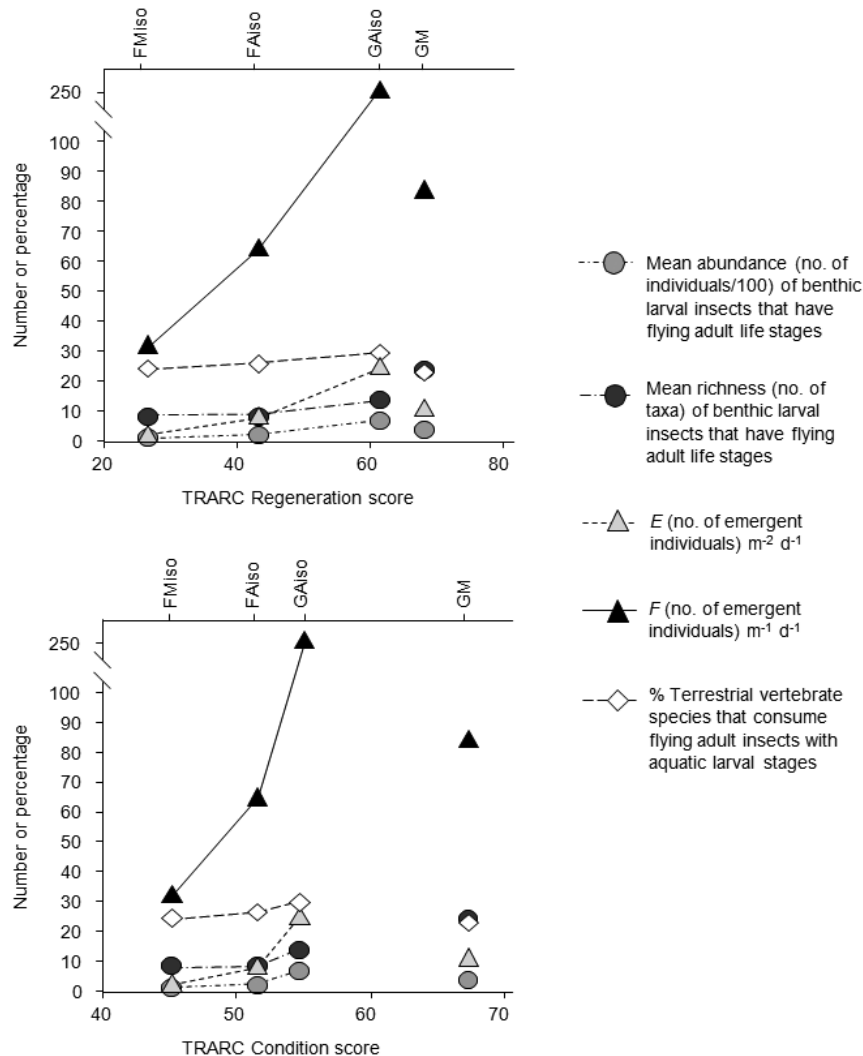 FMiso
FAiso
GAiso
GM
250
100
90
80
70
60
50
40
30
20
10
0
Number or percentage
20
40
60
80
TRARC Regeneration score
FMiso
FAiso
GAiso
GM
250
100
90
80
70
60
50
40
30
20
10
0
Number or percentage
40
50
60
70
TRARC Condition score
Mean abundance (no. of
individuals/100) of benthic
larval insects that have
flying adult life stages
Mean richness (no. of
taxa) of benthic larval
insects that have flying
adult life stages
E (no. of emergent
individuals) m⁻² d⁻¹
F (no. of emergent
individuals) m⁻¹ d⁻¹
% Terrestrial vertebrate
species that consume
flying adult insects with
aquatic larval stages